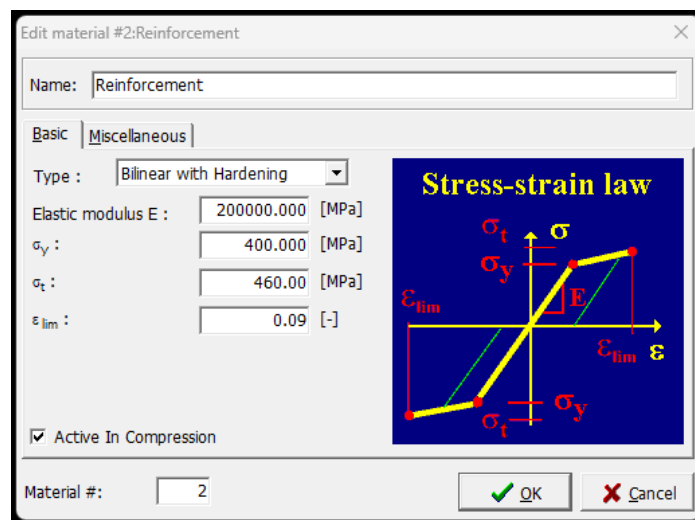 Edit material #2:Reinforcement
Name: Reinforcement
Basic Miscellaneous
Type : Bilinear with Hardening
Elastic modulus E : 200000.000 [MPa]
σy : 400.000 [MPa]
σt : 460.00 [MPa]
εlim : 0.09 [-]
Stress-strain law
σt σ
σy
εlim E
εlim ε
σy
σt
Active In Compression
Material #: 2 OK Cancel